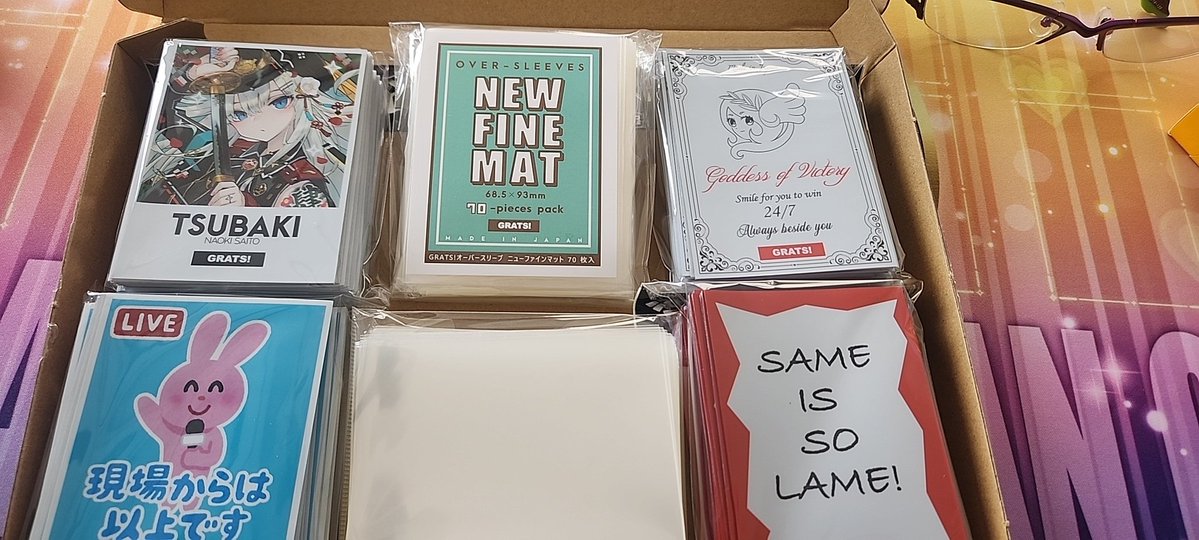 TSUBAKI
NAOKI SAITO
GRATS!
OVER-SLEEVES
NEW
FINE
MAT
68.5×93mm
70-pieces pack
GRATS!
MADE IN JAPAN
GRATS!オーバースリーブ ニューファインマット 70枚入
Goddess of Victory
Smile for you to win
24/7
Always beside you
GRATS!
LIVE
現場からは
以上です
SAME
IS
SO
LAME!